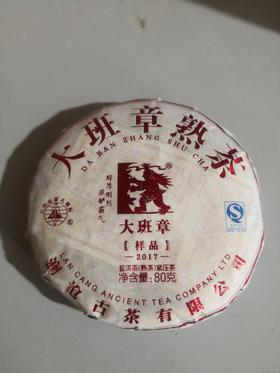 大班章熟茶
DA BAN ZHANG SHU CHA
®
大班章
【样品】
2017
普洱茶(熟茶)紧压茶
净含量:80克
LAN CANG ANCIENT TEA COMPANY LTD.
澜沧古茶有限公司